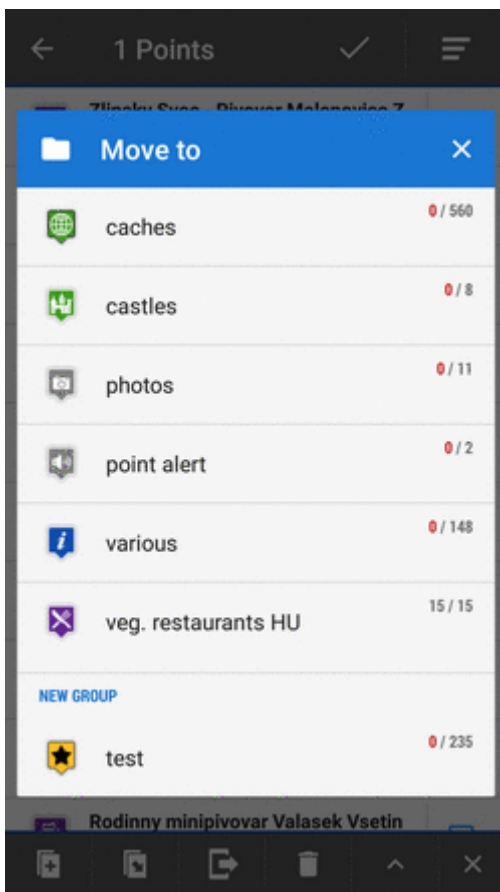 1 Points
Move to
caches
0 / 560
castles
0 / 8
photos
0 / 11
point alert
0 / 2
various
0 / 148
veg. restaurants HU
15 / 15
NEW GROUP
test
0 / 235
Rodinny minipivovar Valasek Vsetin